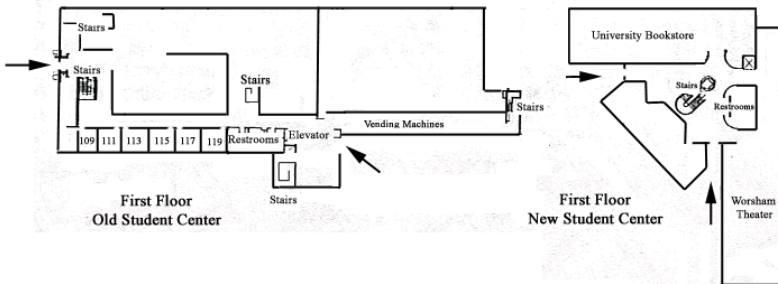 Stairs
Stairs
Stairs
Stairs
Vending Machines
109 111 113 115 117 119 Restrooms Elevator
Stairs
First Floor
Old Student Center
University Bookstore
Stairs
Restrooms
First Floor
New Student Center
Worsham
Theater